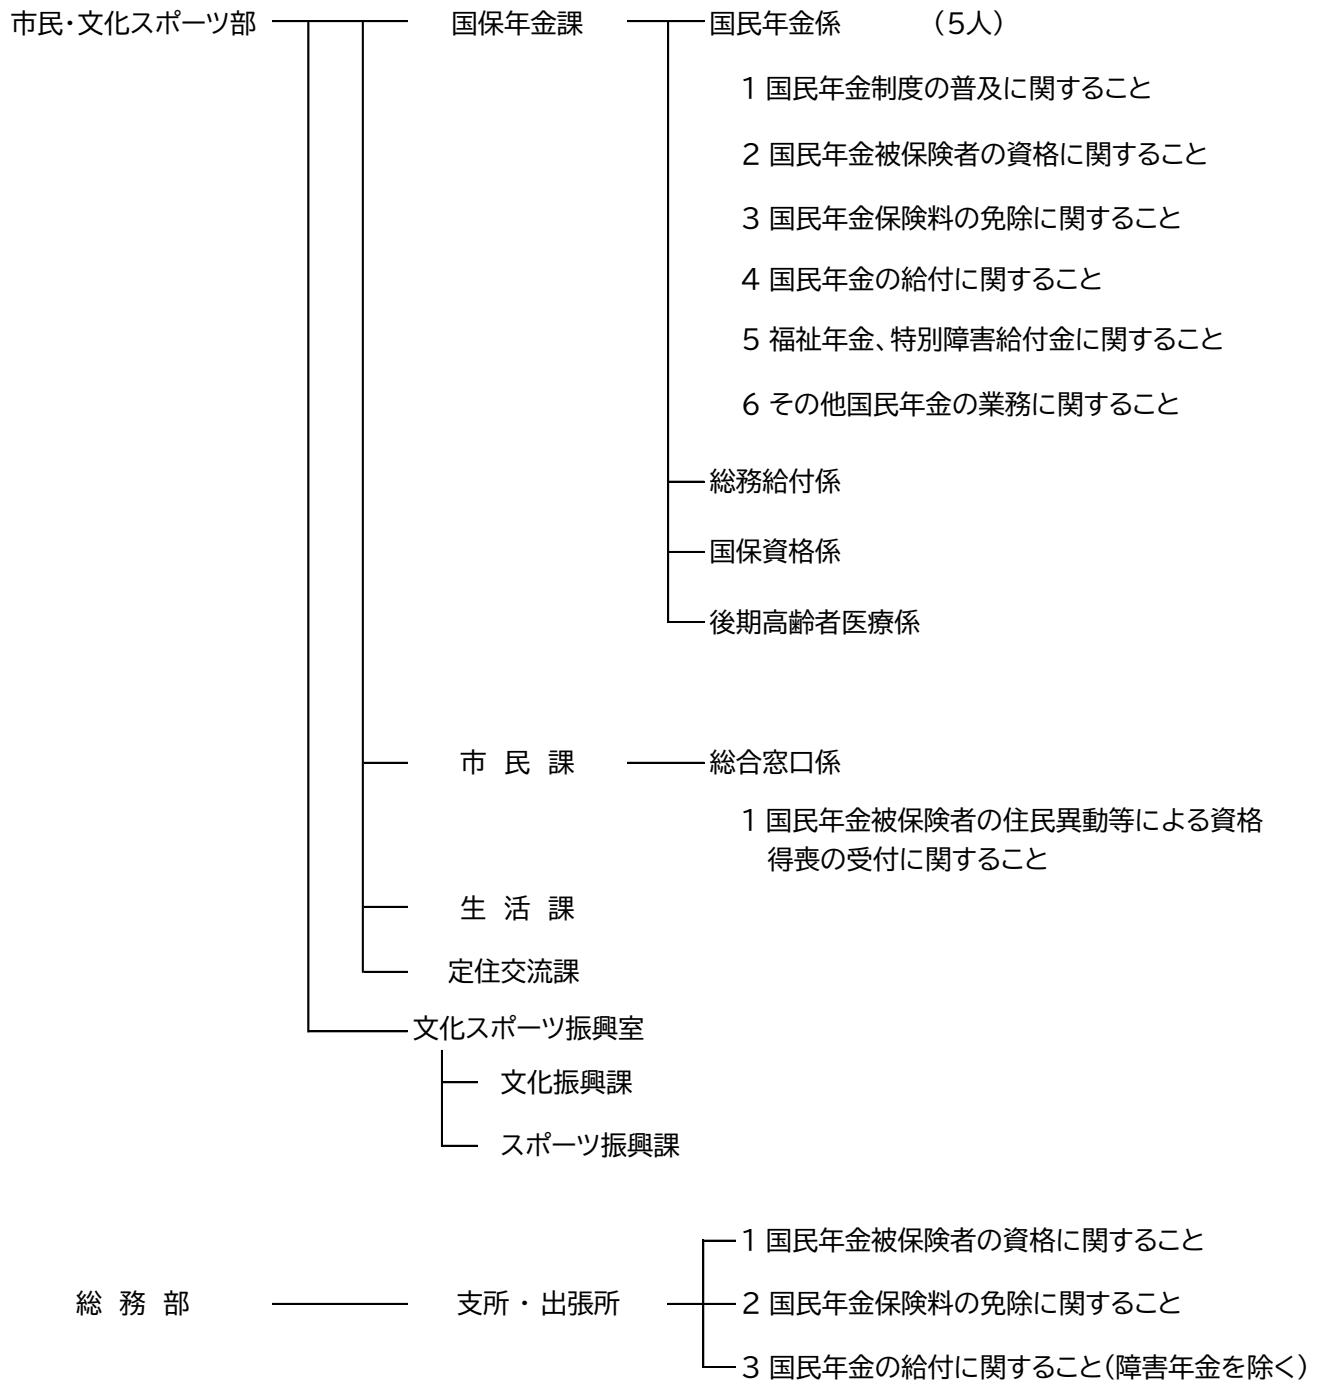 市民・文化スポーツ部 国保年金課 国民年金係 （5人）
1 国民年金制度の普及に関すること
2 国民年金被保険者の資格に関すること
3 国民年金保険料の免除に関すること
4 国民年金の給付に関すること
5 福祉年金、特別障害給付金に関すること
6 その他国民年金の業務に関すること
総務給付係
国保資格係
後期高齢者医療係
市 民 課 総合窓口係
1 国民年金被保険者の住民異動等による資格
得喪の受付に関すること
生 活 課
定住交流課
文化スポーツ振興室
文化振興課
スポーツ振興課
1 国民年金被保険者の資格に関すること
総 務 部 支所 ・ 出張所 2 国民年金保険料の免除に関すること
3 国民年金の給付に関すること（障害年金を除く）